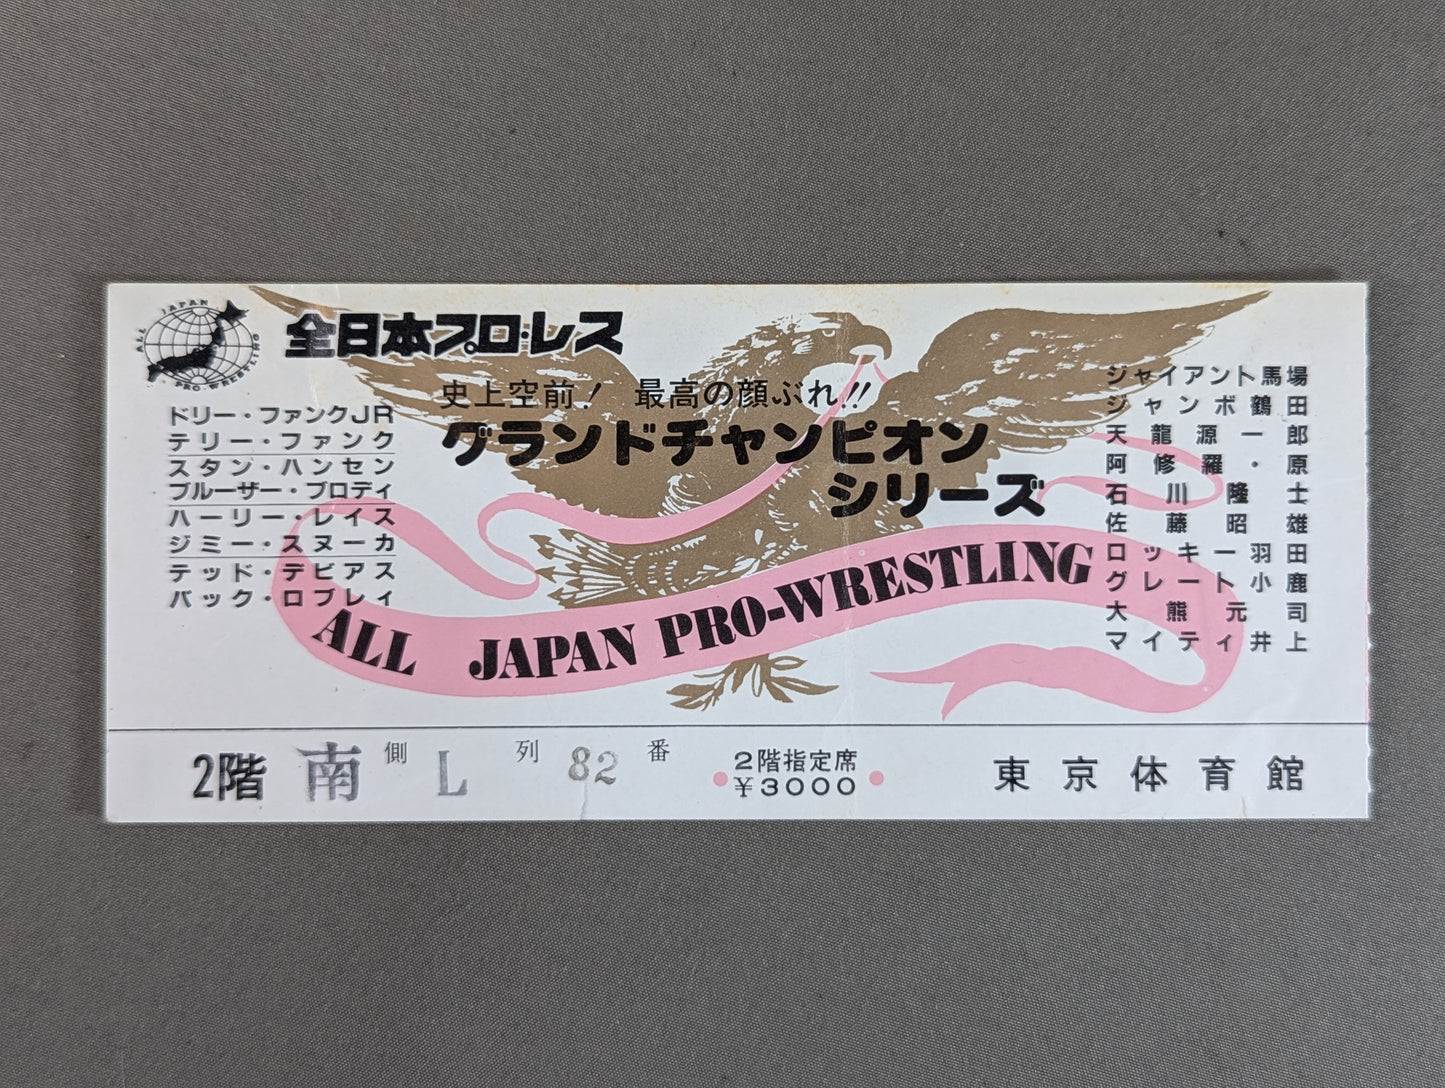 ALL JAPAN
PRO-WRESTLING
全日本プロ・レス
史上空前! 最高の顔ぶれ!!
グランドチャンピオン
シリーズ
ドリー・ファンクJR
テリー・ファンク
スタン・ハンセン
ブルーザー・ブロディ
ハーリー・レイス
ジミー・スヌーカ
テッド・デビアス
バック・ロブレイ
ジャイアント馬場
ジャンボ鶴田
天龍源一郎
阿修羅・原
石川隆士
佐藤昭雄
ロッキー羽田
グレート小鹿
大熊元司
マイティ井上
ALL JAPAN PRO-WRESTLING
2階 南側 L列 82番
2階指定席
¥3000
東京体育館